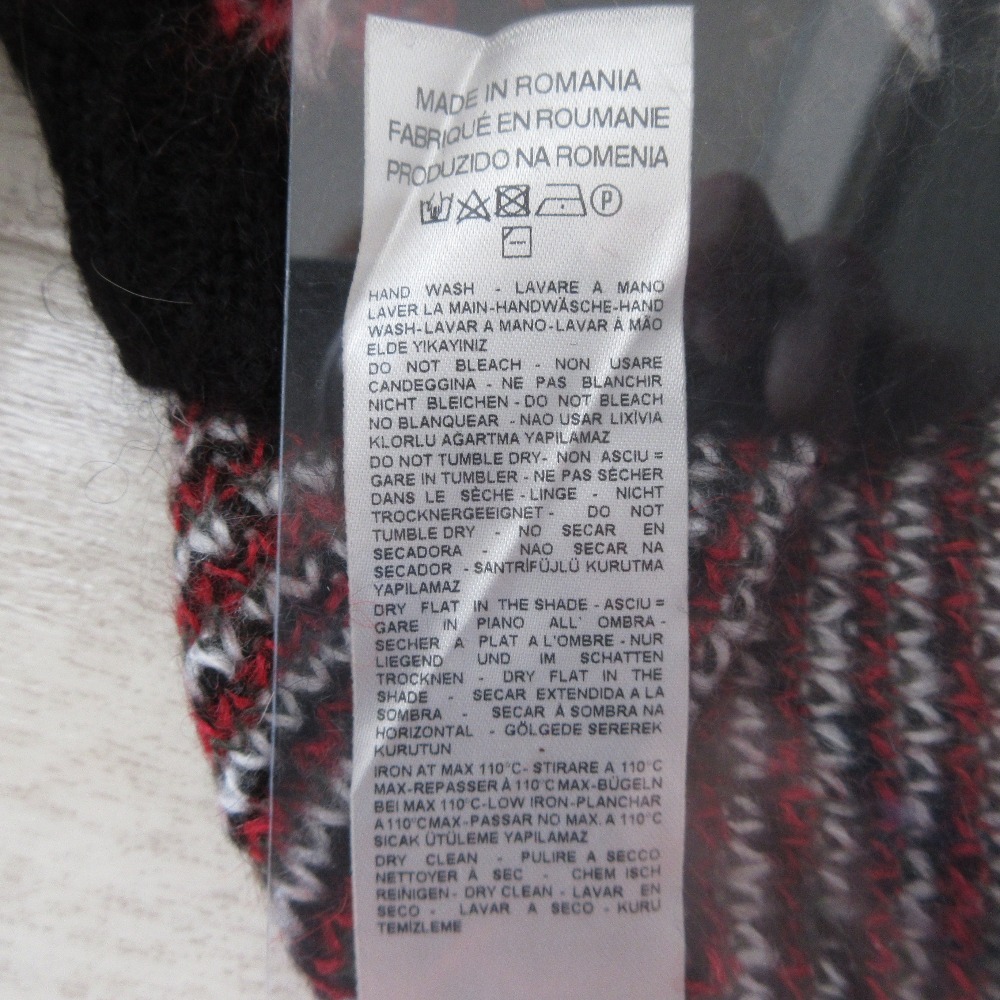 MADE IN ROMANIA
FABRIQUÉ EN ROUMANIE
PRODUZIDO NA ROMENIA
P
HAND WASH - LAVARE A MANO
LAVER LA MAIN-HANDWÄSCHE-HAND
WASH-LAVAR A MANO-LAVAR À MÃO
ELDE YIKAYINIZ
DO NOT BLEACH - NON USARE
CANDEGGINA - NE PAS BLANCHIR
NICHT BLEICHEN - DO NOT BLEACH
NO BLANQUEAR - NAO USAR LIXÍVIA
KLORLU AĞARTMA YAPILAMAZ
DO NOT TUMBLE DRY- NON ASCIU =
GARE IN TUMBLER - NE PAS SÉCHER
DANS LE SÈCHE - LINGE - NICHT
TROCKNERGEEIGNET - DO NOT
TUMBLE DRY - NO SECAR EN
SECADORA - NAO SECAR NA
SECADOR - SANTRİFÜJLÜ KURUTMA
YAPILAMAZ
DRY FLAT IN THE SHADE - ASCIU =
GARE IN PIANO ALL' OMBRA -
SECHER A PLAT A L'OMBRE - NUR
LIEGEND UND IM SCHATTEN
TROCKNEN - DRY FLAT IN THE
SHADE - SECAR EXTENDIDA A LA
SOMBRA - SECAR À SOMBRA NA
HORIZONTAL - GÖLGEDE SEREREK
KURUTUN
IRON AT MAX 110°C- STIRARE A 110°C
MAX-REPASSER À 110°C MAX-BÜGELN
BEI MAX 110°C-LOW IRON-PLANCHAR
A 110°C MAX-PASSAR NO MAX. A 110°C
SICAK ÜTÜLEME YAPILAMAZ
DRY CLEAN - PULIRE A SECCO
NETTOYER À SEC - CHEM ISCH
REINIGEN - DRY CLEAN - LAVAR EN
SECO - LAVAR A SECO - KURU
TEMİZLEME